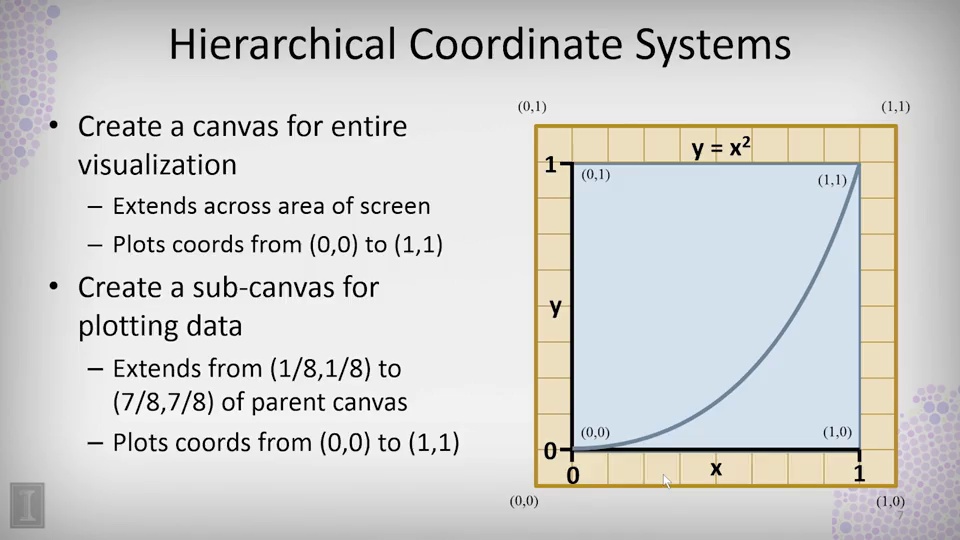 Hierarchical Coordinate Systems
• Create a canvas for entire
visualization
– Extends across area of screen
– Plots coords from (0,0) to (1,1)
• Create a sub-canvas for
plotting data
– Extends from (1/8,1/8) to
(7/8,7/8) of parent canvas
– Plots coords from (0,0) to (1,1)
(0,1) (1,1)
y = x²
1 (0,1) (1,1)
y
(0,0) (1,0)
0
x
0 1
(0,0) (1,0)
7
I